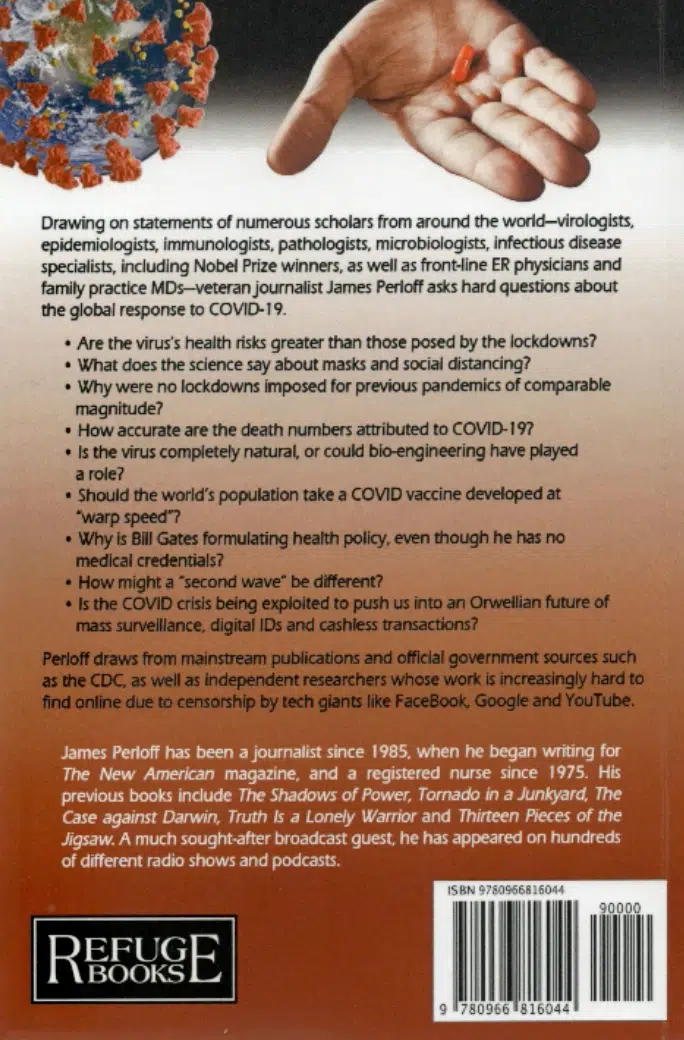 Drawing on statements of numerous scholars from around the world—virologists,
epidemiologists, immunologists, pathologists, microbiologists, infectious disease
specialists, including Nobel Prize winners, as well as front-line ER physicians and
family practice MDs—veteran journalist James Perloff asks hard questions about
the global response to COVID-19.
• Are the virus's health risks greater than those posed by the lockdowns?
• What does the science say about masks and social distancing?
• Why were no lockdowns imposed for previous pandemics of comparable
magnitude?
• How accurate are the death numbers attributed to COVID-19?
• Is the virus completely natural, or could bio-engineering have played
a role?
• Should the world's population take a COVID vaccine developed at
"warp speed"?
• Why is Bill Gates formulating health policy, even though he has no
medical credentials?
• How might a "second wave" be different?
• Is the COVID crisis being exploited to push us into an Orwellian future of
mass surveillance, digital IDs and cashless transactions?
Perloff draws from mainstream publications and official government sources such
as the CDC, as well as independent researchers whose work is increasingly hard to
find online due to censorship by tech giants like FaceBook, Google and YouTube.
James Perloff has been a journalist since 1985, when he began writing for
The New American magazine, and a registered nurse since 1975. His
previous books include The Shadows of Power, Tornado in a Junkyard, The
Case against Darwin, Truth Is a Lonely Warrior and Thirteen Pieces of the
Jigsaw. A much sought-after broadcast guest, he has appeared on hundreds
of different radio shows and podcasts.
REFUGE
BOOKS
ISBN 9780966816044
90000
9 780966 816044